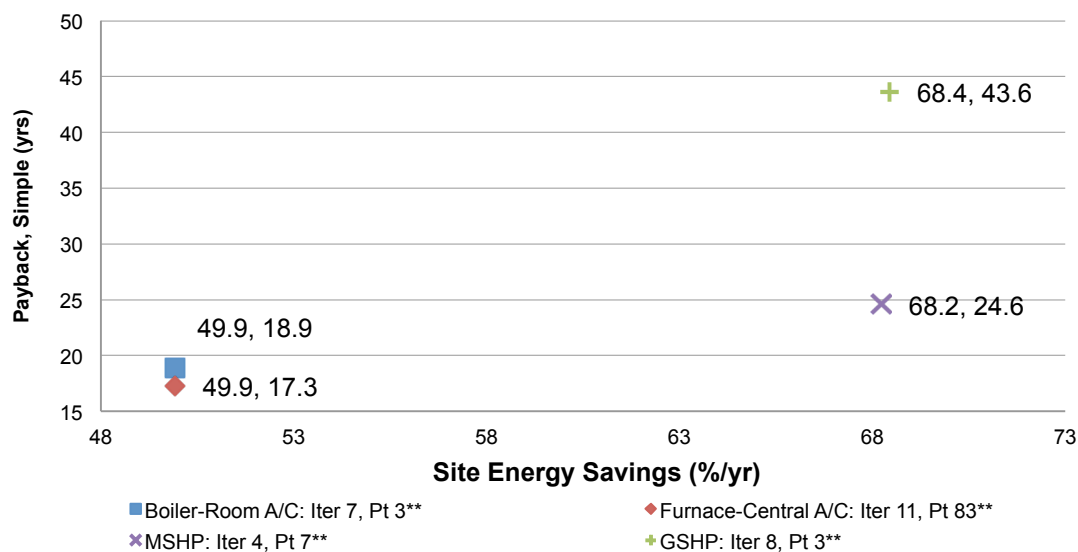 50
45
68.4, 43.6
40
35
Payback, Simple (yrs)
30
25
68.2, 24.6
49.9, 18.9
20
49.9, 17.3
15
48 53 58 63 68 73
Site Energy Savings (%/yr)
Boiler-Room A/C: Iter 7, Pt 3** Furnace-Central A/C: Iter 11, Pt 83**
MSHP: Iter 4, Pt 7** GSHP: Iter 8, Pt 3**